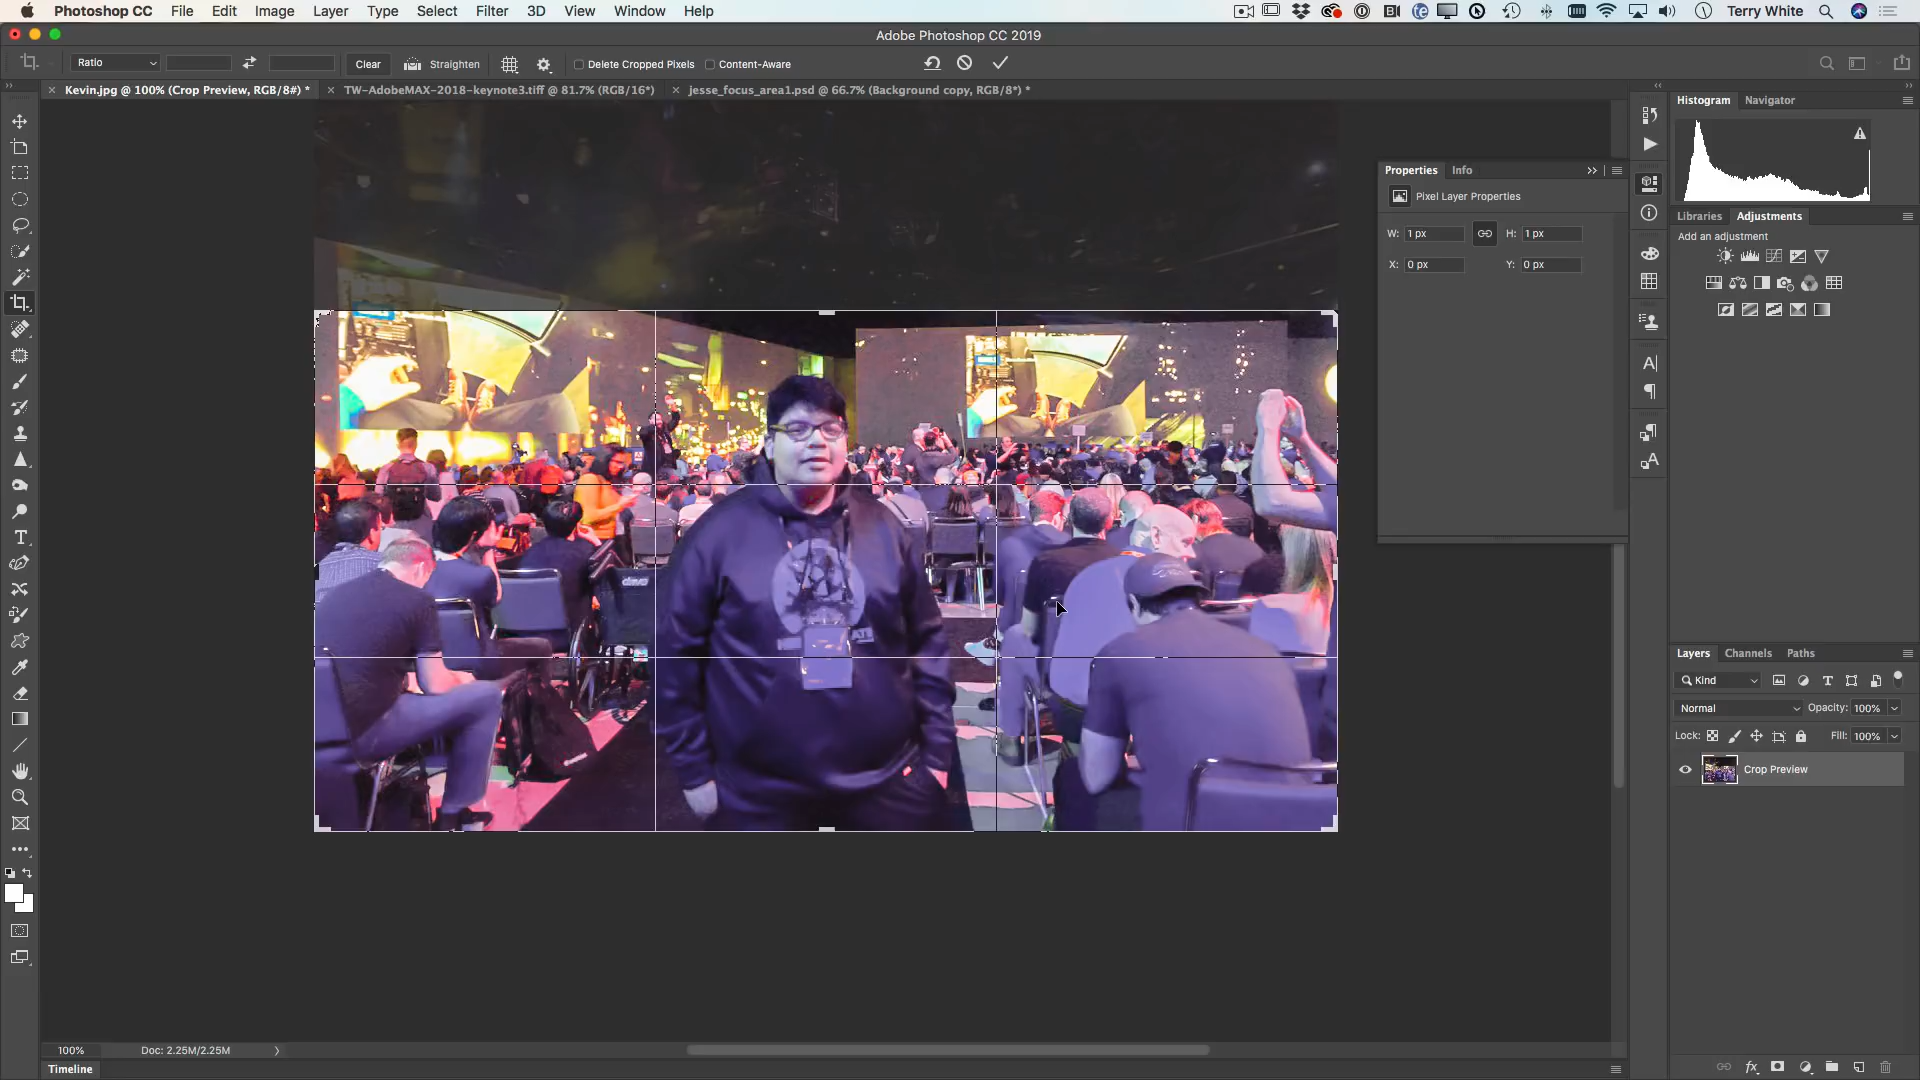 Photoshop CC File Edit Image Layer Type Select Filter 3D View Window Help Terry White
Adobe Photoshop CC 2019
Ratio Clear Straighten Delete Cropped Pixels Content-Aware
Kevin.jpg @ 100% (Crop Preview, RGB/8#) * TW-AdobeMAX-2018-keynote3.tiff @ 81.7% (RGB/16*) jesse_focus_area1.psd @ 66.7% (Background copy, RGB/8*) *
Histogram Navigator
Properties Info
Pixel Layer Properties
W: 1 px H: 1 px
X: 0 px Y: 0 px
Libraries Adjustments
Add an adjustment
Layers Channels Paths
Kind
Normal Opacity: 100%
Lock: Fill: 100%
Crop Preview
100% Doc: 2.25M/2.25M
Timeline